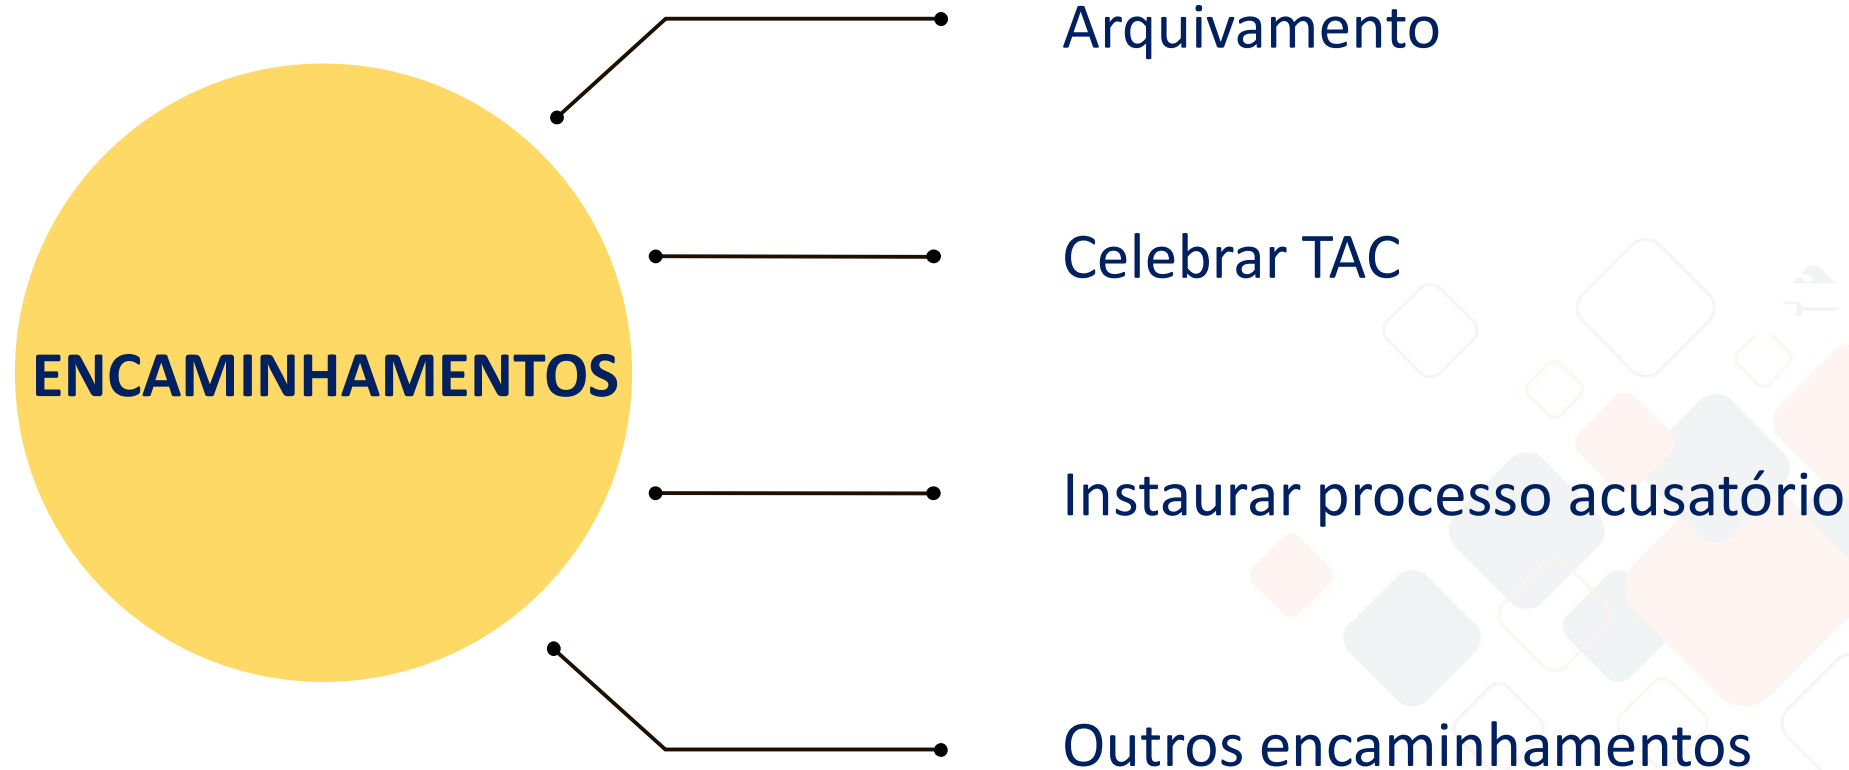 Arquivamento
Celebrar TAC
ENCAMINHAMENTOS
Instaurar processo acusatório
Outros encaminhamentos